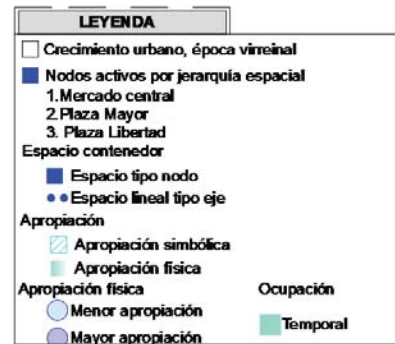 LEYENDA
Crecimiento urbano, época virreinal
Nodos activos por jerarquía espacial
1.Mercado central
2.Plaza Mayor
3. Plaza Libertad
Espacio contenedor
Espacio tipo nodo
Espacio lineal tipo eje
Apropiación
Apropiación simbólica
Apropiación física
Apropiación física Ocupación
Menor apropiación
Temporal
Mayor apropiación